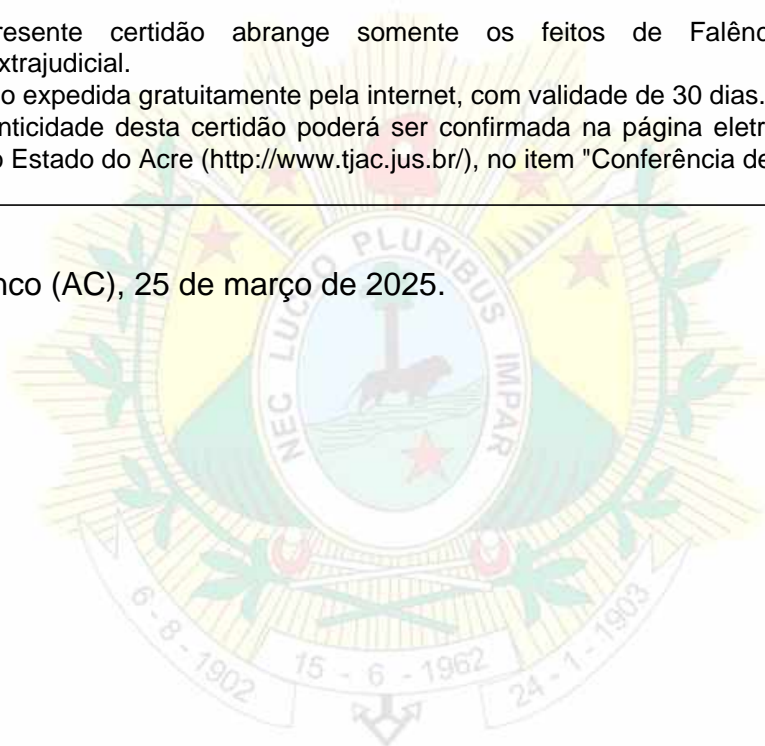 resente certidão abrange somente os feitos de Falênc
xtrajudicial.
o expedida gratuitamente pela internet, com validade de 30 dias.
nticidade desta certidão poderá ser confirmada na página eletr
o Estado do Acre (http://www.tjac.jus.br/), no item "Conferência de
nco (AC), 25 de março de 2025.
NEC LUCEO PLURIBUS IMPAR
6 - 8 - 1902
15 - 6 - 1962
24 - 1 - 1903